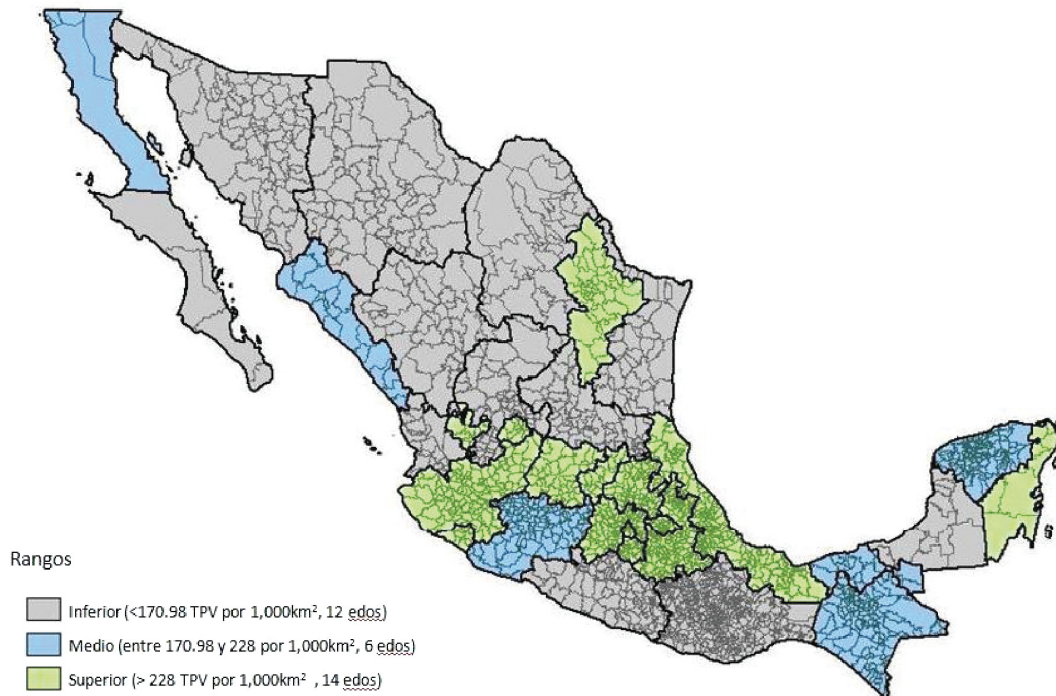 Rangos
Inferior (<170.98 TPV por 1,000km², 12 edos)
Medio (entre 170.98 y 228 por 1,000km², 6 edos)
Superior (> 228 TPV por 1,000km² , 14 edos)